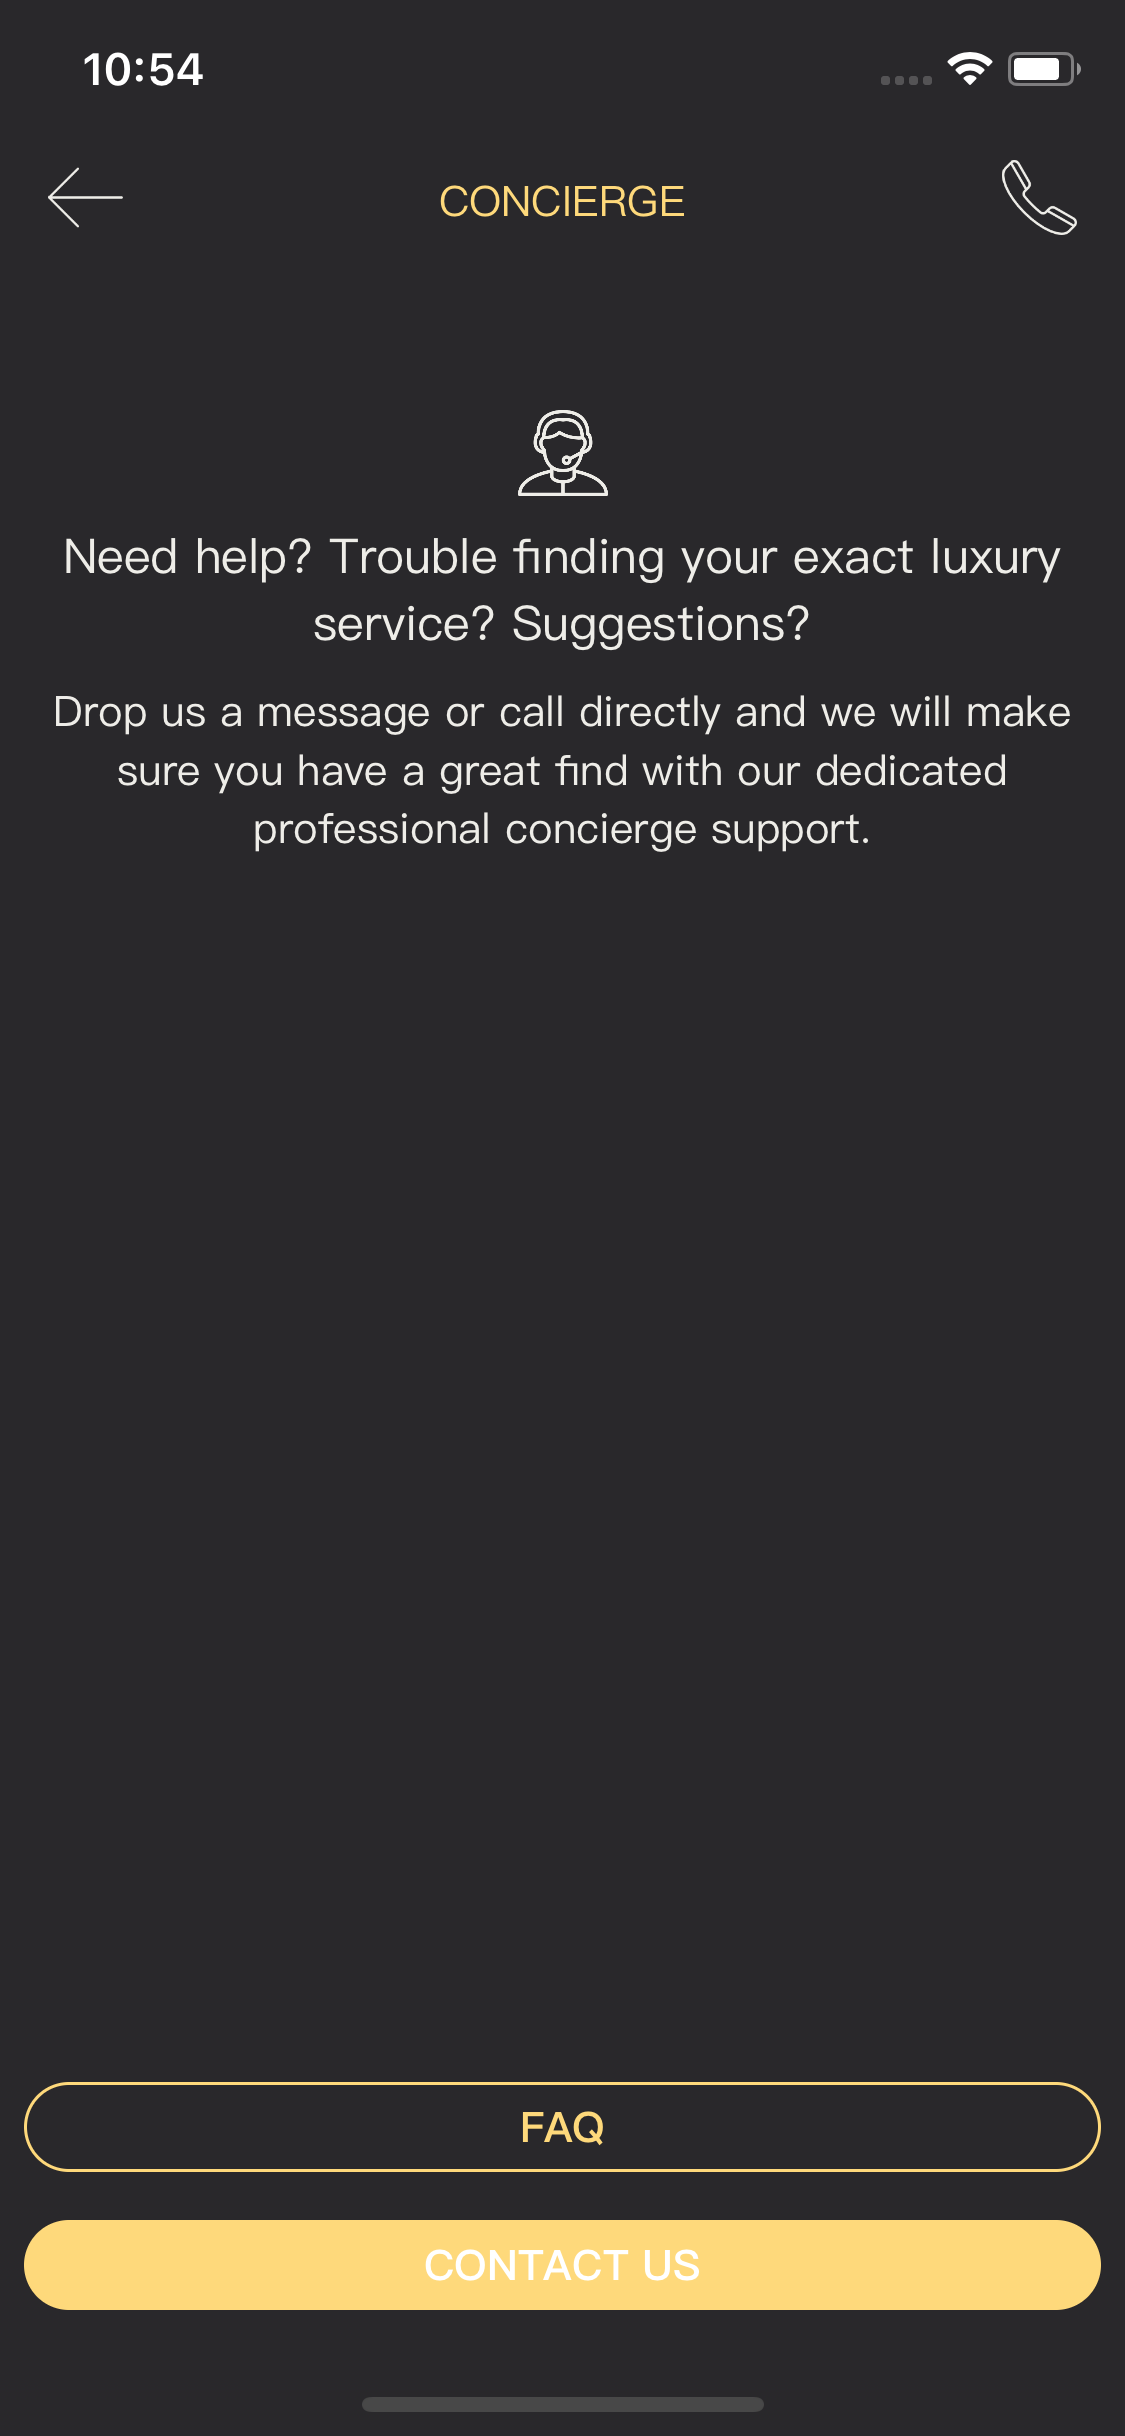 10:54
CONCIERGE
Need help? Trouble finding your exact luxury
service? Suggestions?
Drop us a message or call directly and we will make
sure you have a great find with our dedicated
professional concierge support.
FAQ
CONTACT US